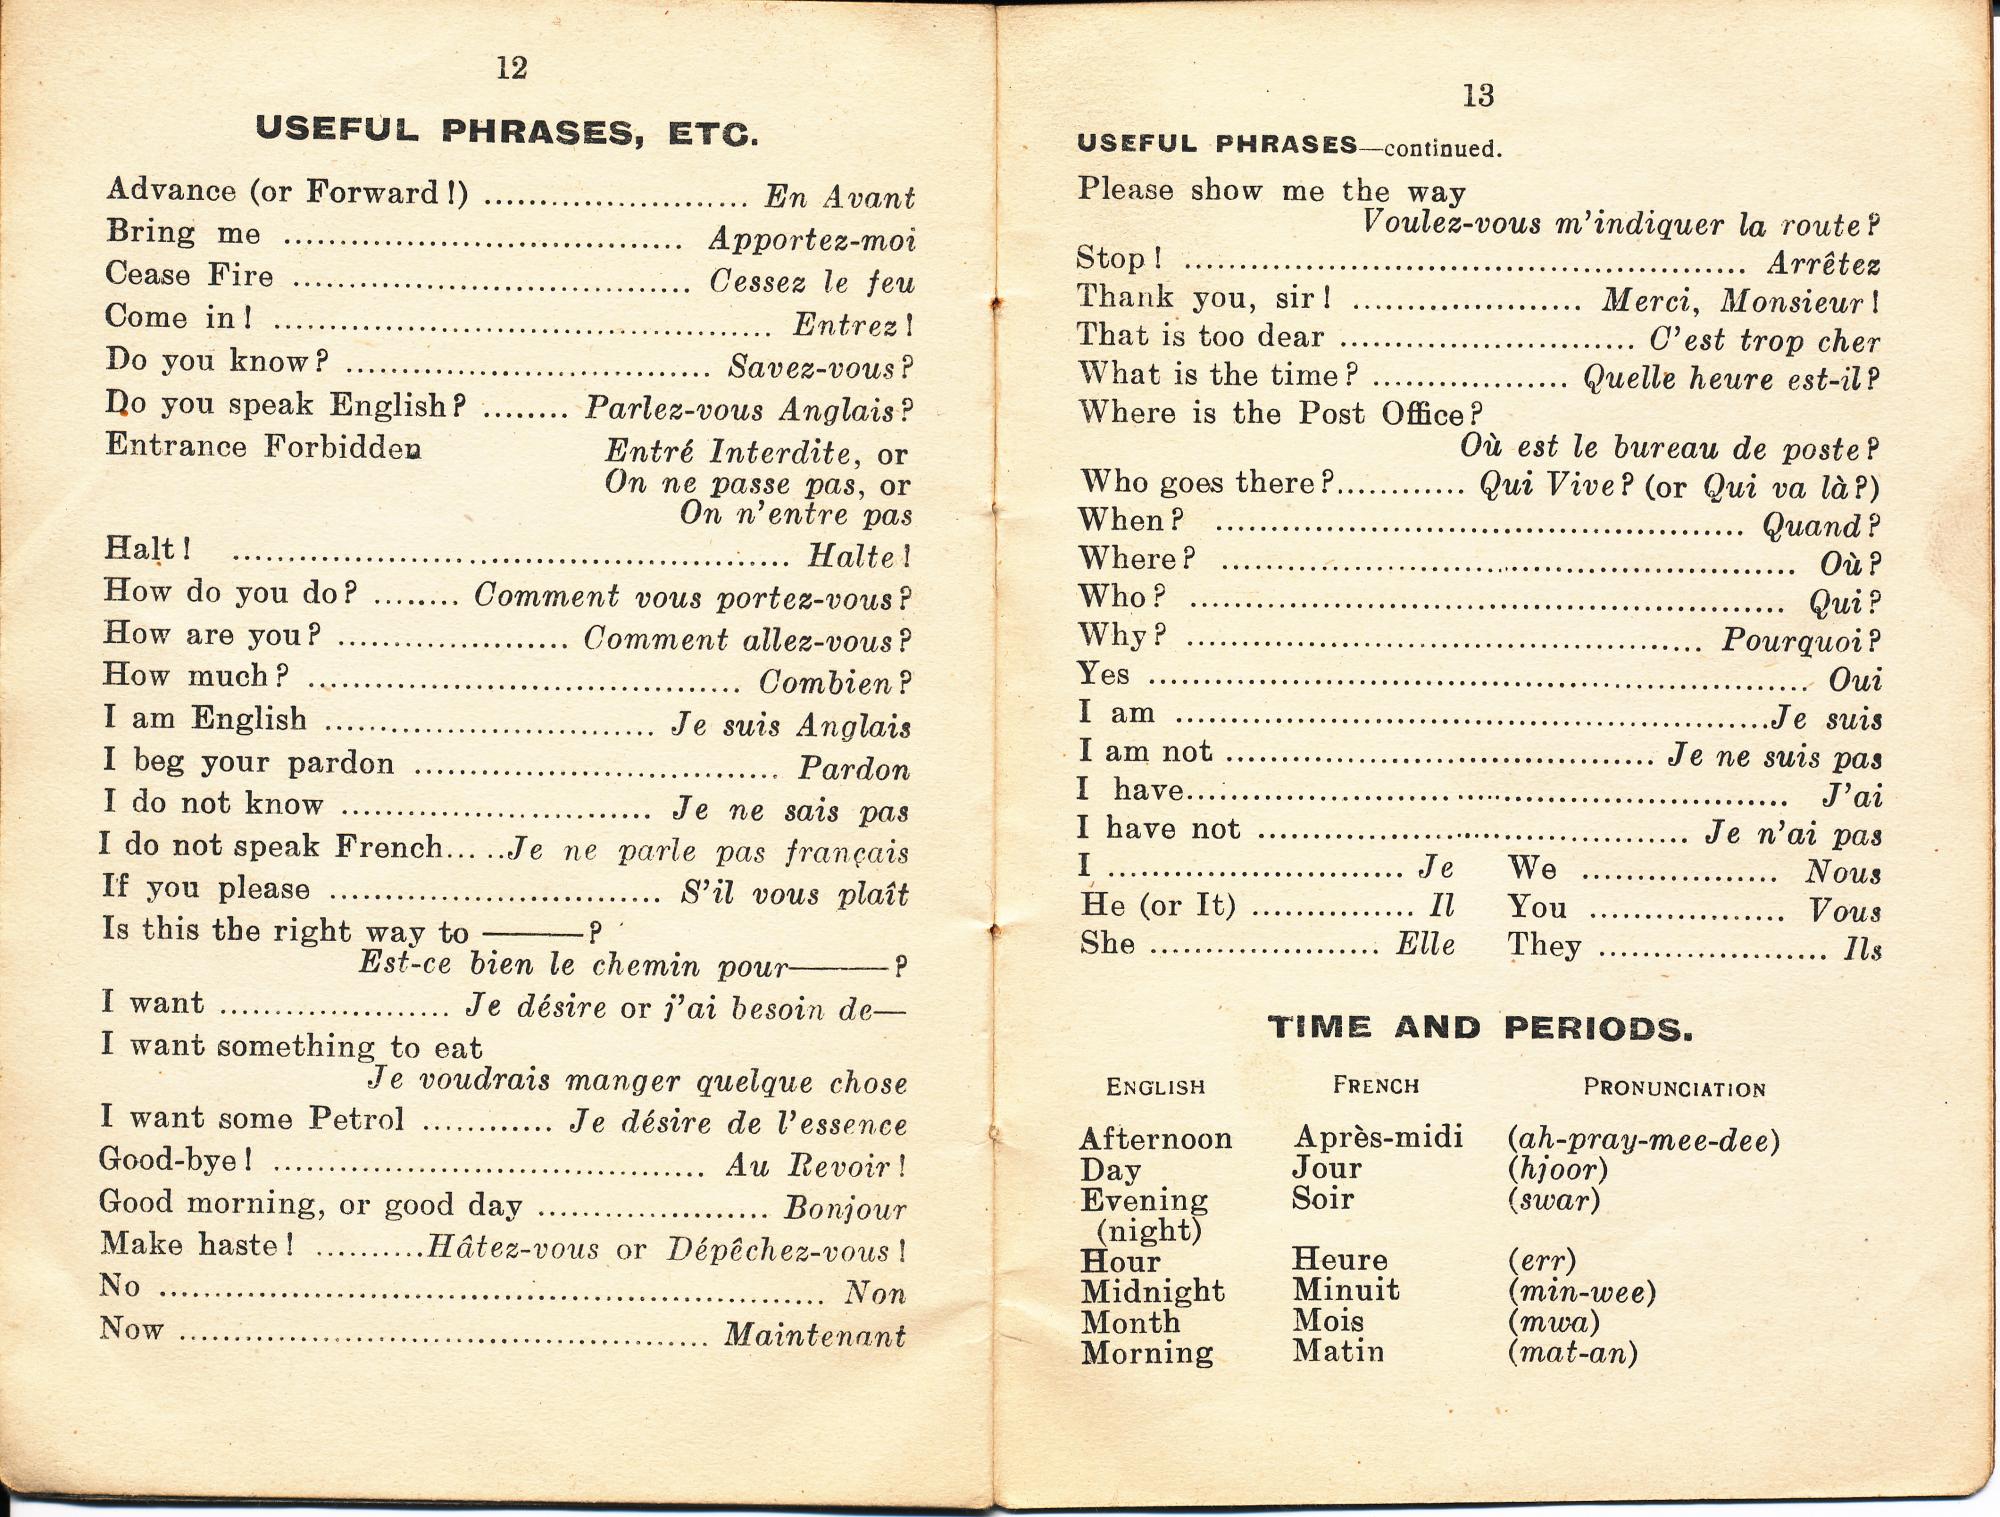 12
USEFUL PHRASES, ETC.
Advance (or Forward!) ........................ En Avant
Bring me .................................... Apportez-moi
Cease Fire .................................... Cessez le feu
Come in! ............................................. Entrez!
Do you know? ................................. Savez-vous?
Do you speak English? ........ Parlez-vous Anglais?
Entrance Forbidden Entré Interdite, or
On ne passe pas, or
On n'entre pas
Halt! .................................................. Halte!
How do you do? ........ Comment vous portez-vous?
How are you? ..................... Comment allez-vous?
How much? ....................................... Combien?
I am English .............................. Je suis Anglais
I beg your pardon ................................. Pardon
I do not know ............................ Je ne sais pas
I do not speak French... ..Je ne parle pas français
If you please .............................. S'il vous plaît
Is this the right way to ———?
Est-ce bien le chemin pour———?
I want ..................... Je désire or j'ai besoin de—
I want something to eat
Je voudrais manger quelque chose
I want some Petrol ............ Je désire de l'essence
Good-bye! ....................................... Au Revoir!
Good morning, or good day ..................... Bonjour
Make haste! ..........Hâtez-vous or Dépêchez-vous!
No ............................................................ Non
Now ................................................ Maintenant
13
USEFUL PHRASES—continued.
Please show me the way
Voulez-vous m'indiquer la route?
Stop! ................................................... Arrêtez
Thank you, sir! ..................... Merci, Monsieur!
That is too dear ........................... C'est trop cher
What is the time? .................. Quelle heure est-il?
Where is the Post Office?
Où est le bureau de poste?
Who goes there?............ Qui Vive? (or Qui va là?)
When? ................................................ Quand?
Where? .................................................... Où?
Who? ...................................................... Qui?
Why? ............................................... Pourquoi?
Yes ............................................................ Oui
I am ......................................................Je suis
I am not ....................................... Je ne suis pas
I have....................................................... J'ai
I have not ....................................... Je n'ai pas
I ........................... Je We .................. Nous
He (or It) ............... Il You .................. Vous
She ..................... Elle They ..................... Ils
TIME AND PERIODS.
ENGLISH FRENCH PRONUNCIATION
Afternoon Après-midi (ah-pray-mee-dee)
Day Jour (hjoor)
Evening Soir (swar)
(night)
Hour Heure (err)
Midnight Minuit (min-wee)
Month Mois (mwa)
Morning Matin (mat-an)